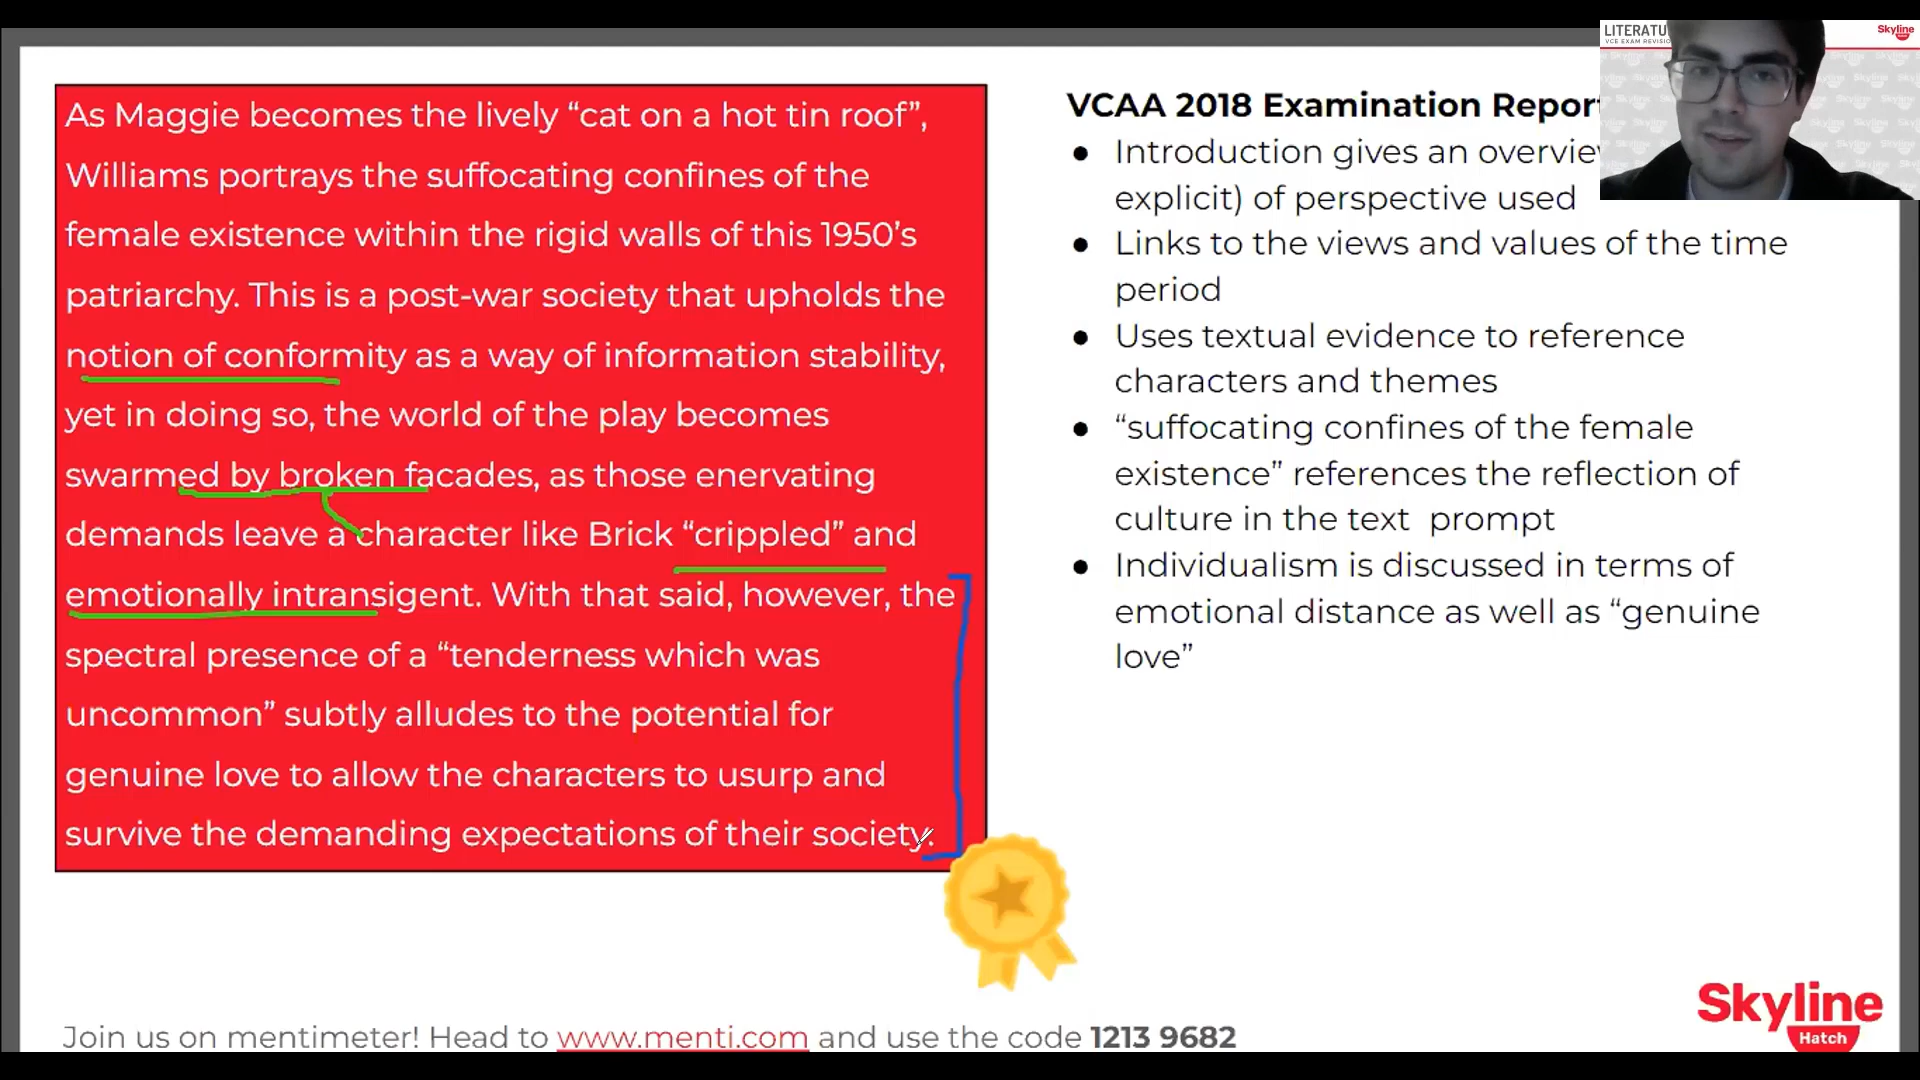 As Maggie becomes the lively “cat on a hot tin roof”,
Williams portrays the suffocating confines of the
female existence within the rigid walls of this 1950’s
patriarchy. This is a post-war society that upholds the
notion of conformity as a way of information stability,
yet in doing so, the world of the play becomes
swarmed by broken facades, as those enervating
demands leave a character like Brick “crippled” and
emotionally intransigent. With that said, however, the
spectral presence of a “tenderness which was
uncommon” subtly alludes to the potential for
genuine love to allow the characters to usurp and
survive the demanding expectations of their society.
VCAA 2018 Examination Report
● Introduction gives an
explicit) of perspective used
● Links to the views and values of the time
period
● Uses textual evidence to reference
characters and themes
● “suffocating confines of the female
existence” references the reflection of
culture in the text prompt
● Individualism is discussed in terms of
emotional distance as well as “genuine
love”
LITERATU
VCE EXAM REVISIO
Skyline
Join us on mentimeter! Head to www.menti.com and use the code 1213 9682
Skyline
Hatch